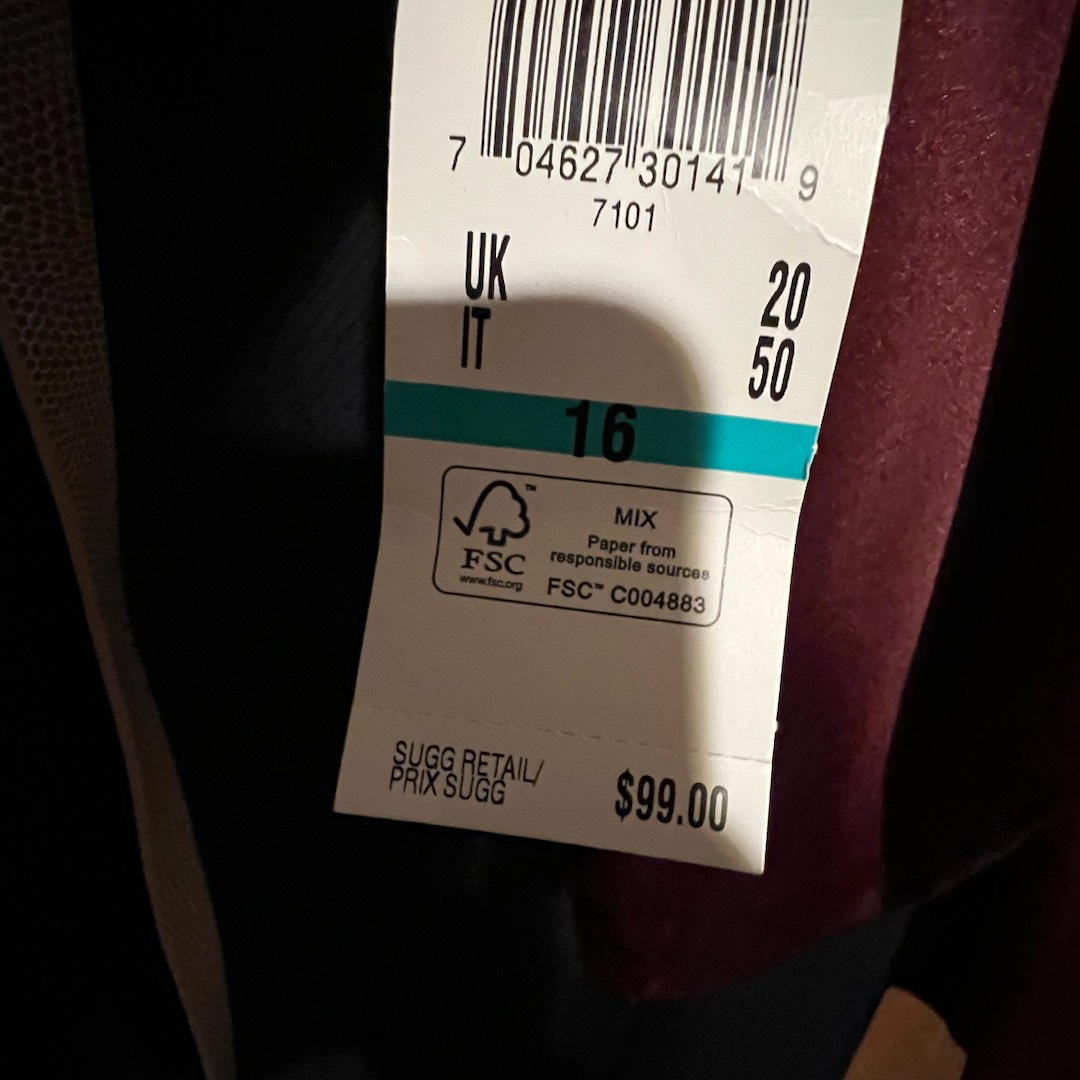 7 04627 30141 9
7101
UK 20
IT 50
16
FSC™
www.fsc.org
MIX
Paper from
responsible sources
FSC™ C004883
SUGG RETAIL/
PRIX SUGG
$99.00